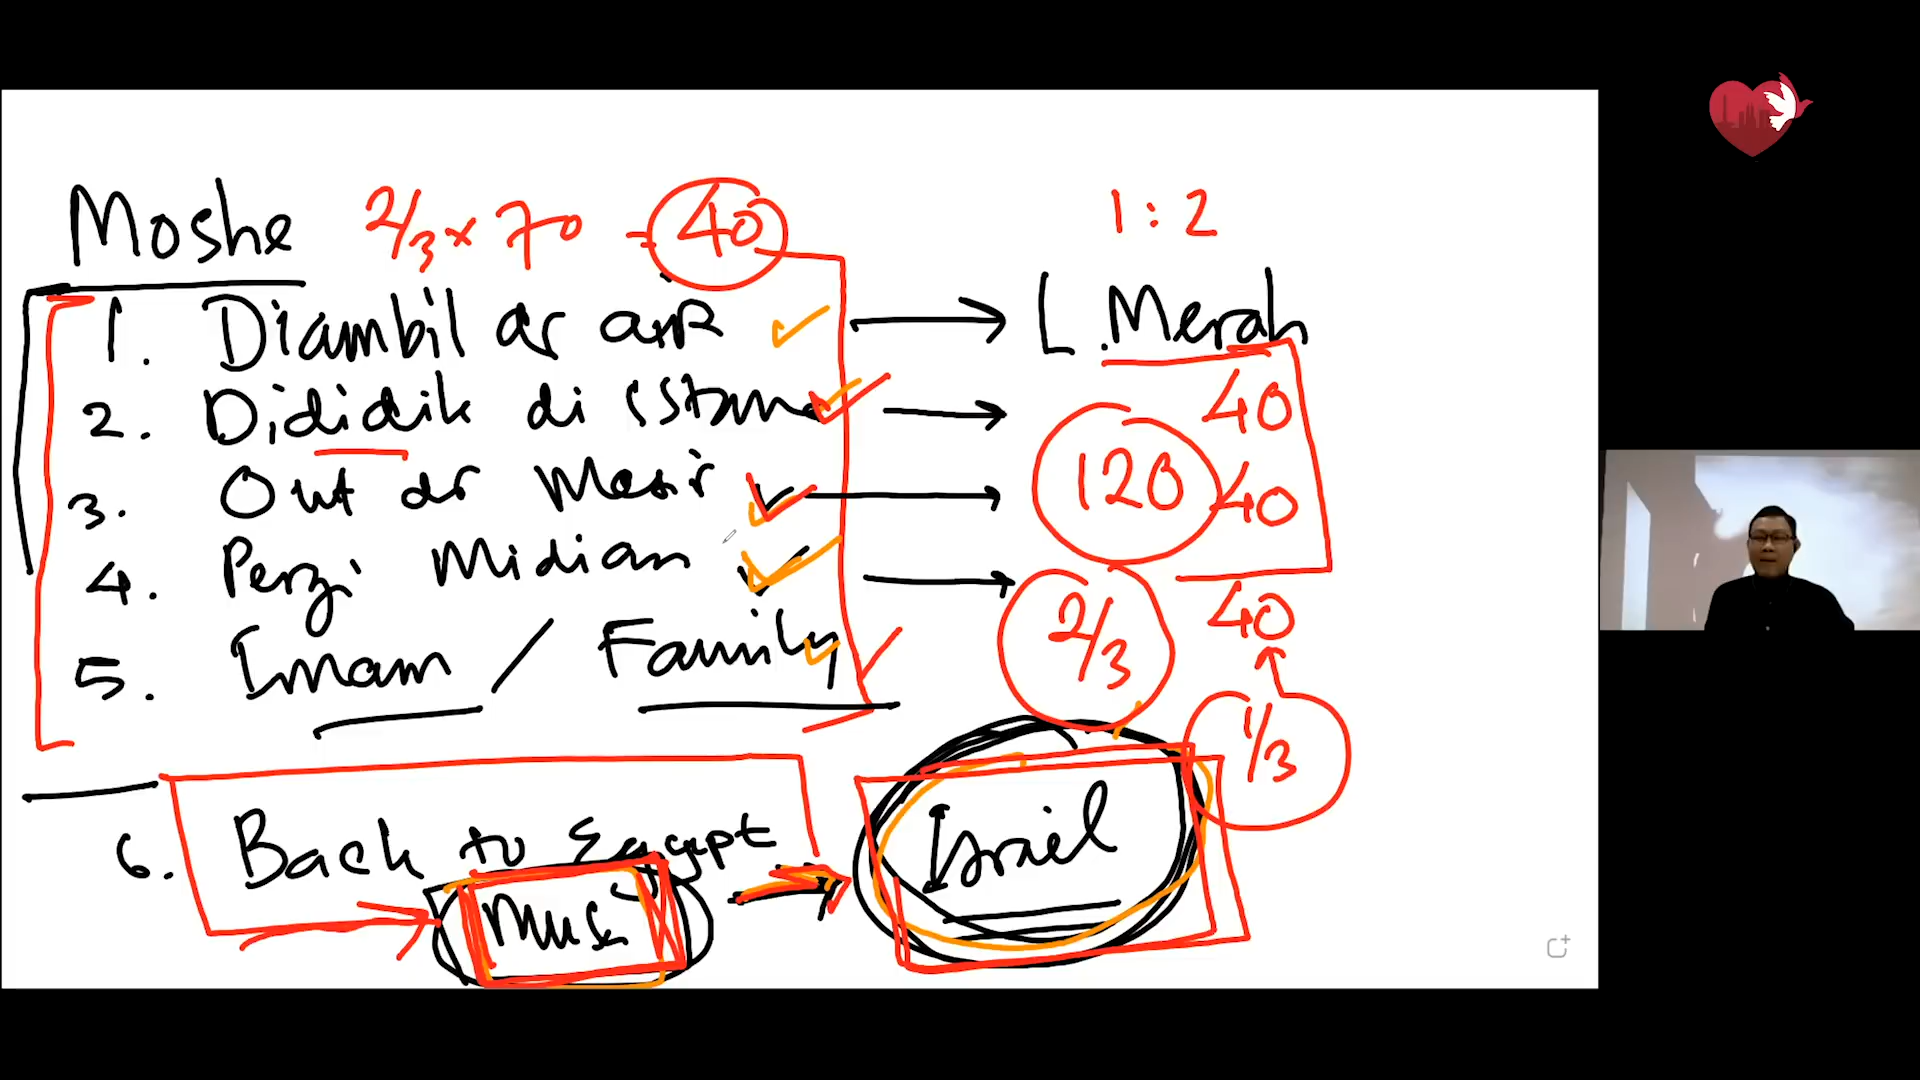 Moshe 2/3 x 70 = 40 1 : 2
1. Diambil dr air → L. Merah
2. Dididik di istana → 40
3. Out dr Mesir → 120 40
4. Pergi Midian → 2/3 40
5. Imam / Family
1/3
6. Back to Egypt → Israel
Musa